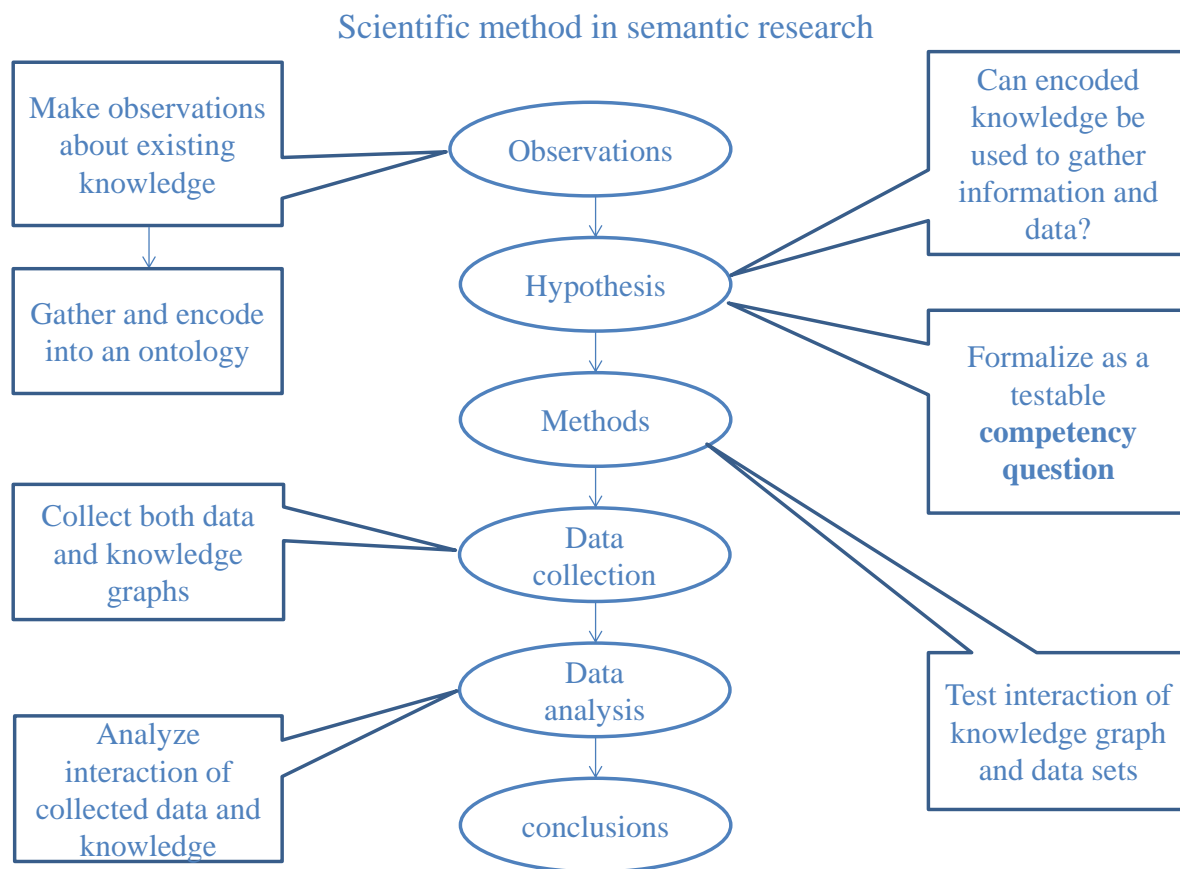 Scientific method in semantic research
Make observations
about existing
knowledge
Observations
Can encoded
knowledge be
used to gather
information and
data?
Hypothesis
Gather and encode
into an ontology
Formalize as a
testable
competency
question
Methods
Collect both data
and knowledge
graphs
Data
collection
Data
analysis
Test interaction of
knowledge graph
and data sets
Analyze
interaction of
collected data and
knowledge
conclusions